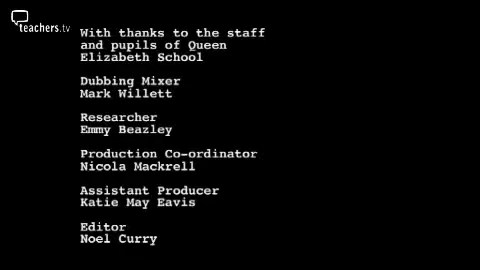 teachers.tv
With thanks to the staff
and pupils of Queen
Elizabeth School
Dubbing Mixer
Mark Willett
Researcher
Emmy Beazley
Production Co-ordinator
Nicola Mackrell
Assistant Producer
Katie May Eavis
Editor
Noel Curry